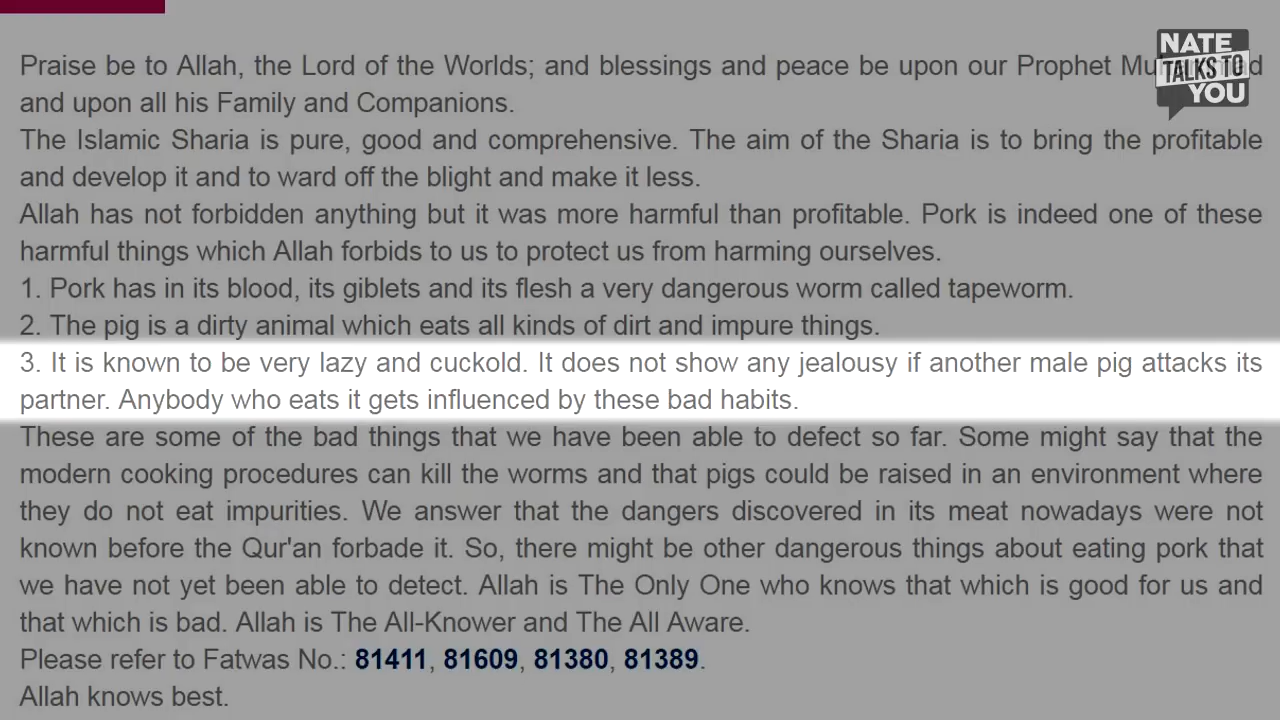 NATE
TALKS TO
YOU
Praise be to Allah, the Lord of the Worlds; and blessings and peace be upon our Prophet
and upon all his Family and Companions.
The Islamic Sharia is pure, good and comprehensive. The aim of the Sharia is to bring the profitable
and develop it and to ward off the blight and make it less.
Allah has not forbidden anything but it was more harmful than profitable. Pork is indeed one of these
harmful things which Allah forbids to us to protect us from harming ourselves.
1. Pork has in its blood, its giblets and its flesh a very dangerous worm called tapeworm.
2. The pig is a dirty animal which eats all kinds of dirt and impure things.
3. It is known to be very lazy and cuckold. It does not show any jealousy if another male pig attacks its
partner. Anybody who eats it gets influenced by these bad habits.
These are some of the bad things that we have been able to defect so far. Some might say that the
modern cooking procedures can kill the worms and that pigs could be raised in an environment where
they do not eat impurities. We answer that the dangers discovered in its meat nowadays were not
known before the Qur'an forbade it. So, there might be other dangerous things about eating pork that
we have not yet been able to detect. Allah is The Only One who knows that which is good for us and
that which is bad. Allah is The All-Knower and The All Aware.
Please refer to Fatwas No.: 81411, 81609, 81380, 81389.
Allah knows best.